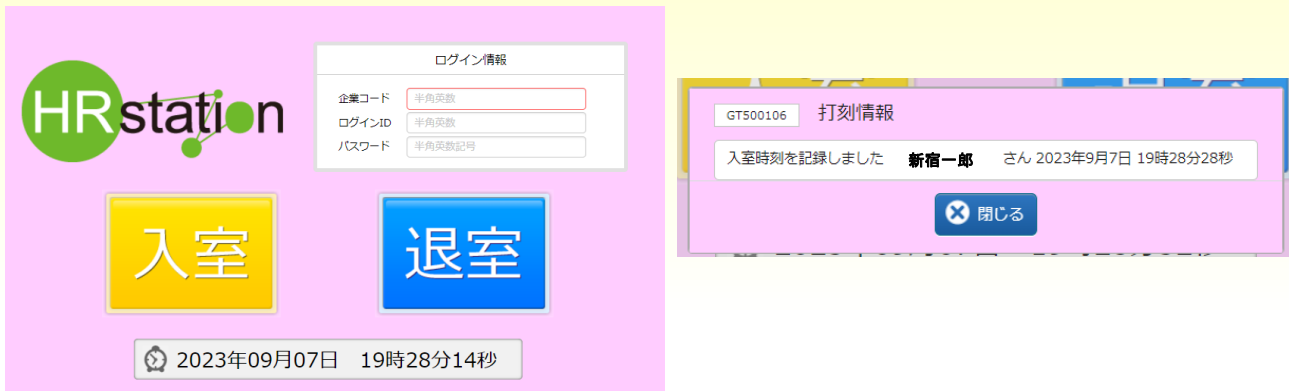 HRstation
ログイン情報
企業コード 半角英数
ログインID 半角英数
パスワード 半角英数記号
入室
退室
2023年09月07日 19時28分14秒
GT500106 打刻情報
入室時刻を記録しました 新宿一郎 さん 2023年9月7日 19時28分28秒
閉じる